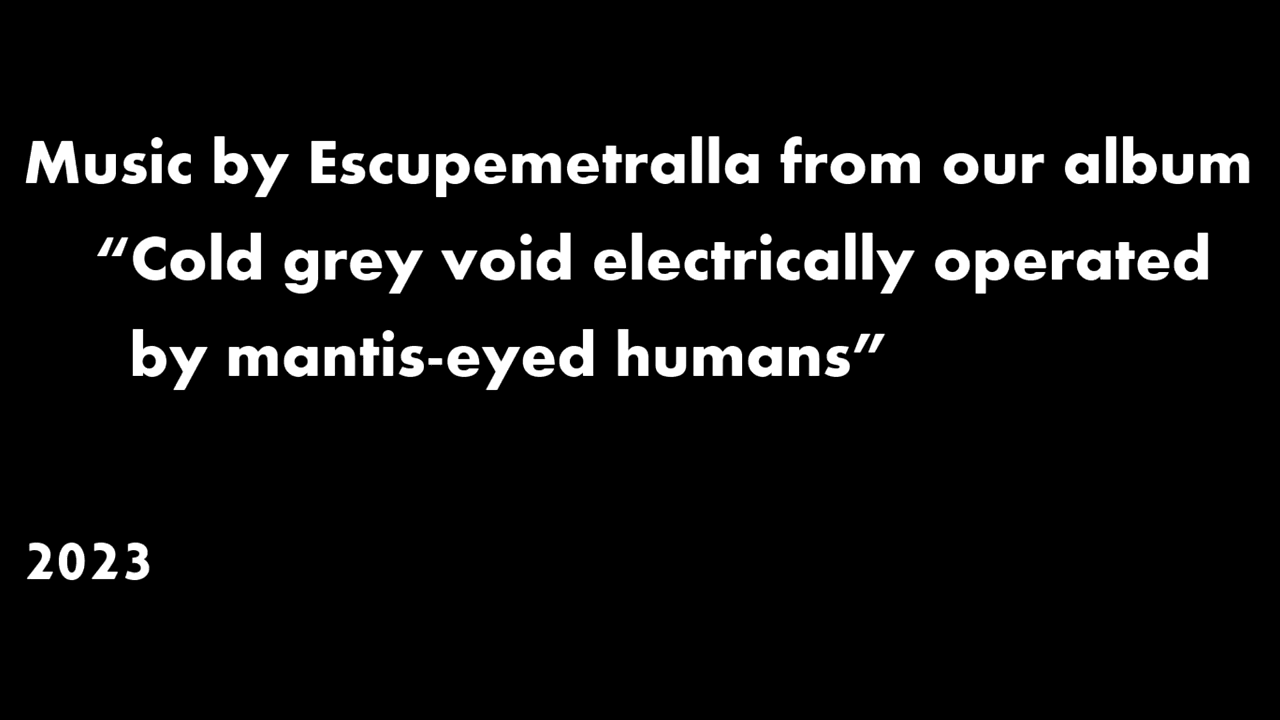 Music by Escupemetralla from our album
“Cold grey void electrically operated
by mantis-eyed humans”
2023